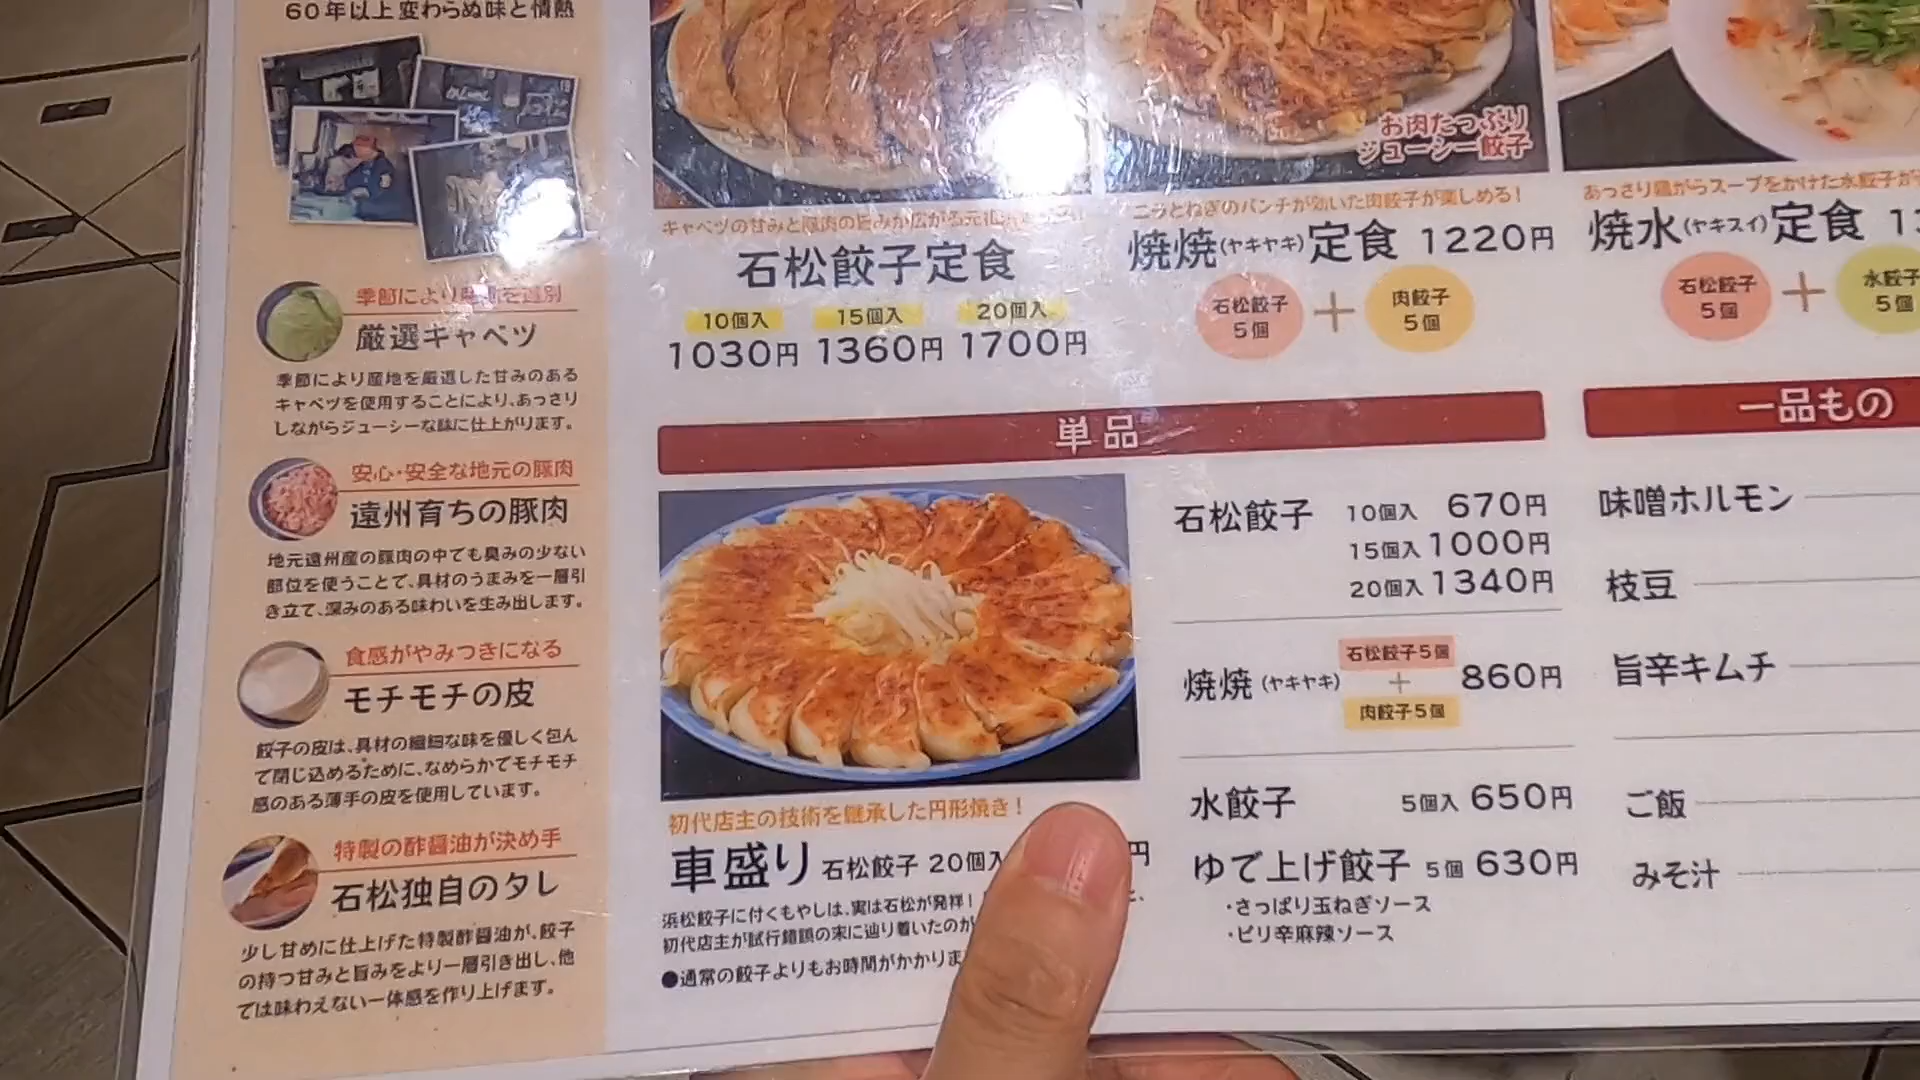 60年以上変わらぬ味と情熱
季節により産地を選別
厳選キャベツ
季節により産地を厳選した甘みのある
キャベツを使用することにより、あっさり
しながらジューシーな味に仕上がります。
安心・安全な地元の豚肉
遠州育ちの豚肉
地元遠州産の豚肉の中でも臭みの少ない
部位を使うことで、具材のうまみを一層引
き立て、深みのある味わいを生み出します。
食感がやみつきになる
モチモチの皮
餃子の皮は、具材の繊細な味を優しく包ん
で閉じ込めるために、なめらかでモチモチ
感のある薄手の皮を使用しています。
特製の酢醤油が決め手
石松独自のタレ
少し甘めに仕上げた特製酢醤油が、餃子
の持つ甘みと旨みをより一層引き出し、他
では味わえない一体感を作り上げます。
キャベツの甘みと豚肉の旨みが広がる元祖
石松餃子定食
10個入 15個入 20個入
1030円 1360円 1700円
お肉たっぷり
ジューシー餃子
ニラとねぎのパンチが効いた肉餃子が楽しめる!
焼焼(ヤキヤキ)定食 1220円
石松餃子 5個 + 肉餃子 5個
あっさり鶏がらスープをかけた水餃子が
焼水(ヤキスイ)定食
石松餃子 5個 + 水餃子 5個
単品
初代店主の技術を継承した円形焼き!
車盛り 石松餃子 20個入 円
浜松餃子に付くもやしは、実は石松が発祥!
初代店主が試行錯誤の末に辿り着いたのが
●通常の餃子よりもお時間がかかりま
石松餃子 10個入 670円
15個入 1000円
20個入 1340円
焼焼(ヤキヤキ) 石松餃子5個 + 肉餃子5個 860円
水餃子 5個入 650円
ゆで上げ餃子 5個 630円
・さっぱり玉ねぎソース
・ピリ辛麻辣ソース
一品もの
味噌ホルモン
枝豆
旨辛キムチ
ご飯
みそ汁